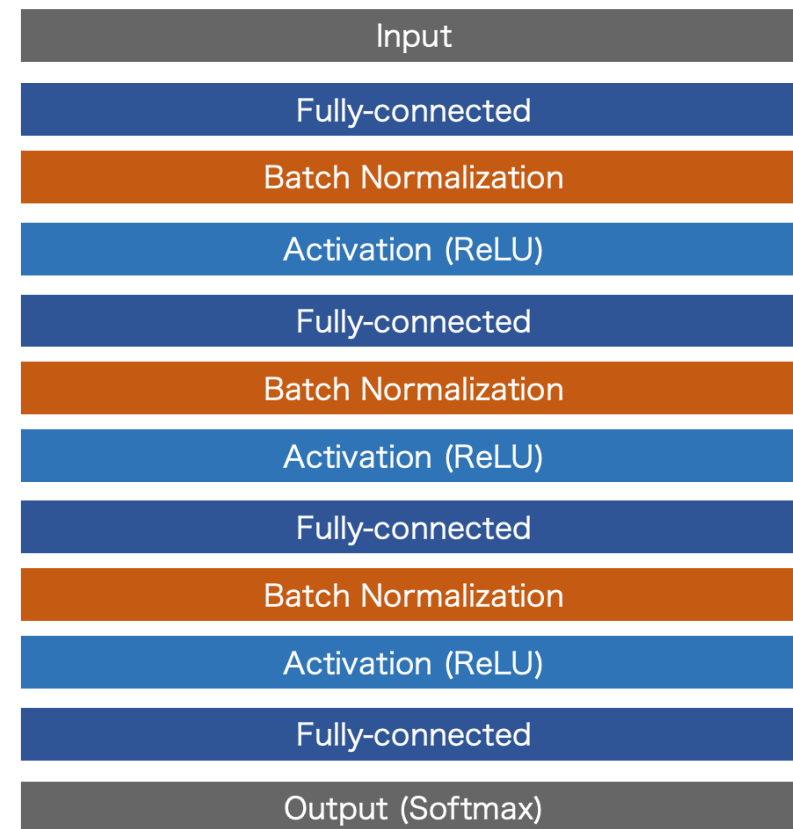 Input
Fully-connected
Batch Normalization
Activation (ReLU)
Fully-connected
Batch Normalization
Activation (ReLU)
Fully-connected
Batch Normalization
Activation (ReLU)
Fully-connected
Output (Softmax)